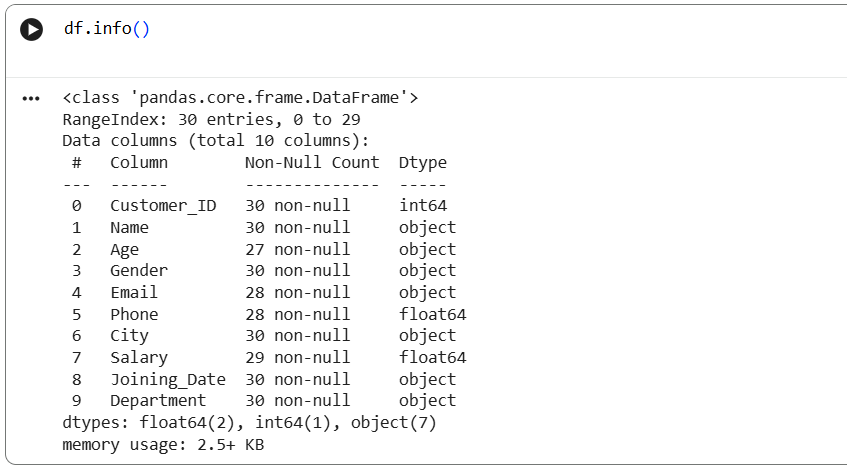 df.info()
<class 'pandas.core.frame.DataFrame'>
RangeIndex: 30 entries, 0 to 29
Data columns (total 10 columns):
 #   Column        Non-Null Count  Dtype
---  ------        --------------  -----
 0   Customer_ID   30 non-null     int64
 1   Name          30 non-null     object
 2   Age           27 non-null     object
 3   Gender        30 non-null     object
 4   Email         28 non-null     object
 5   Phone         28 non-null     float64
 6   City          30 non-null     object
 7   Salary        29 non-null     float64
 8   Joining_Date  30 non-null     object
 9   Department    30 non-null     object
dtypes: float64(2), int64(1), object(7)
memory usage: 2.5+ KB